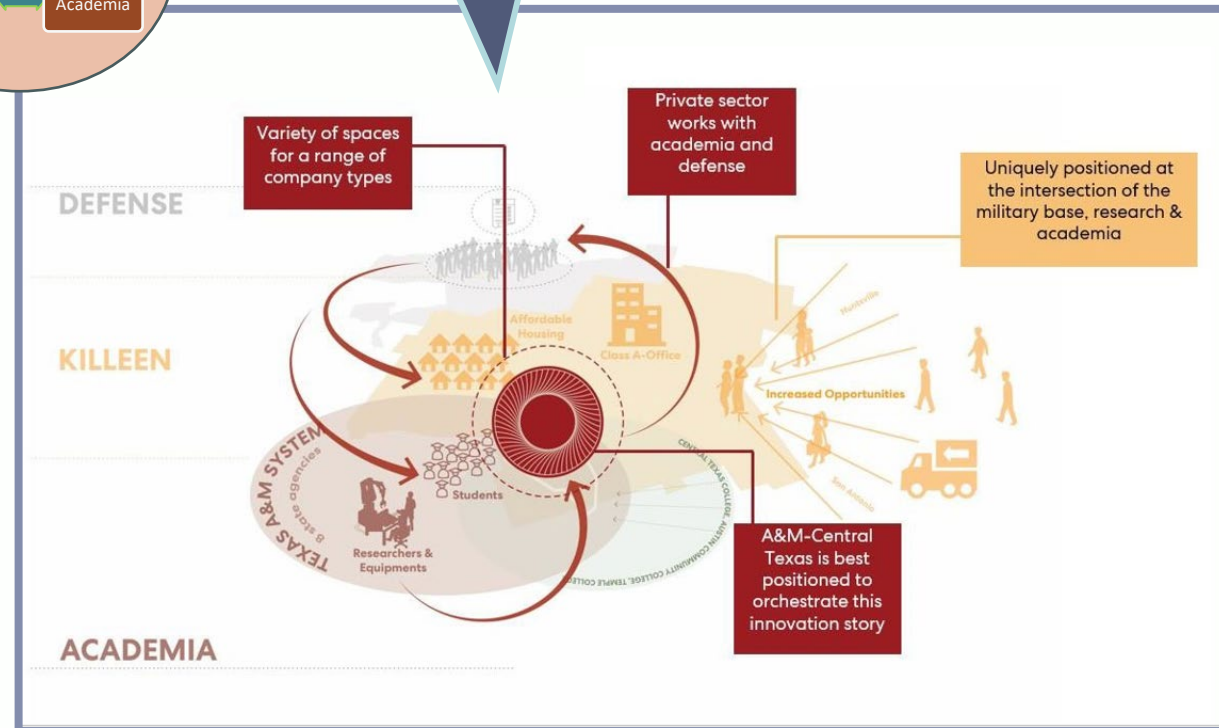 Academia
Variety of spaces
for a range of
company types
Private sector
works with
academia and
defense
Uniquely positioned at
the intersection of the
military base, research &
academia
DEFENSE
KILLEEN
ACADEMIA
Affordable
Housing
Class A-Office
Huntsville
Increased Opportunities
San Antonio
TEXAS A&M SYSTEM
8 state agencies
Students
Researchers &
Equipments
CENTRAL TEXAS COLLEGE, AUSTIN COMMUNITY COLLEGE, TEMPLE COLLEGE
A&M-Central
Texas is best
positioned to
orchestrate this
innovation story